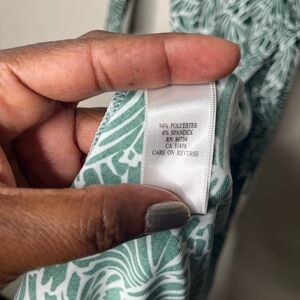 94% POLYESTER
6% SPANDEX
RN 80754
CA 31458
CARE ON REVERSE